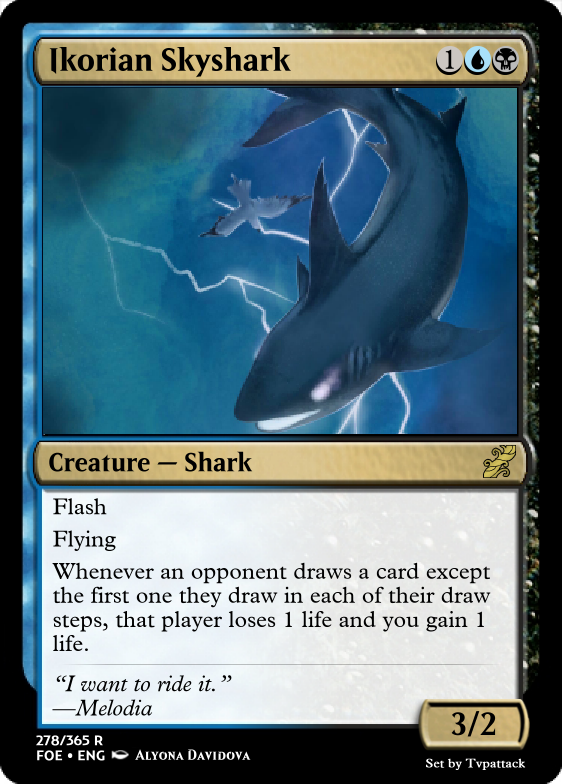 Ikorian Skyshark
1
Creature — Shark
Flash
Flying
Whenever an opponent draws a card except
the first one they draw in each of their draw
steps, that player loses 1 life and you gain 1
life.
“I want to ride it.”
—Melodia
3/2
278/365 R
FOE • ENG ALYONA DAVIDOVA
Set by Tvpattack